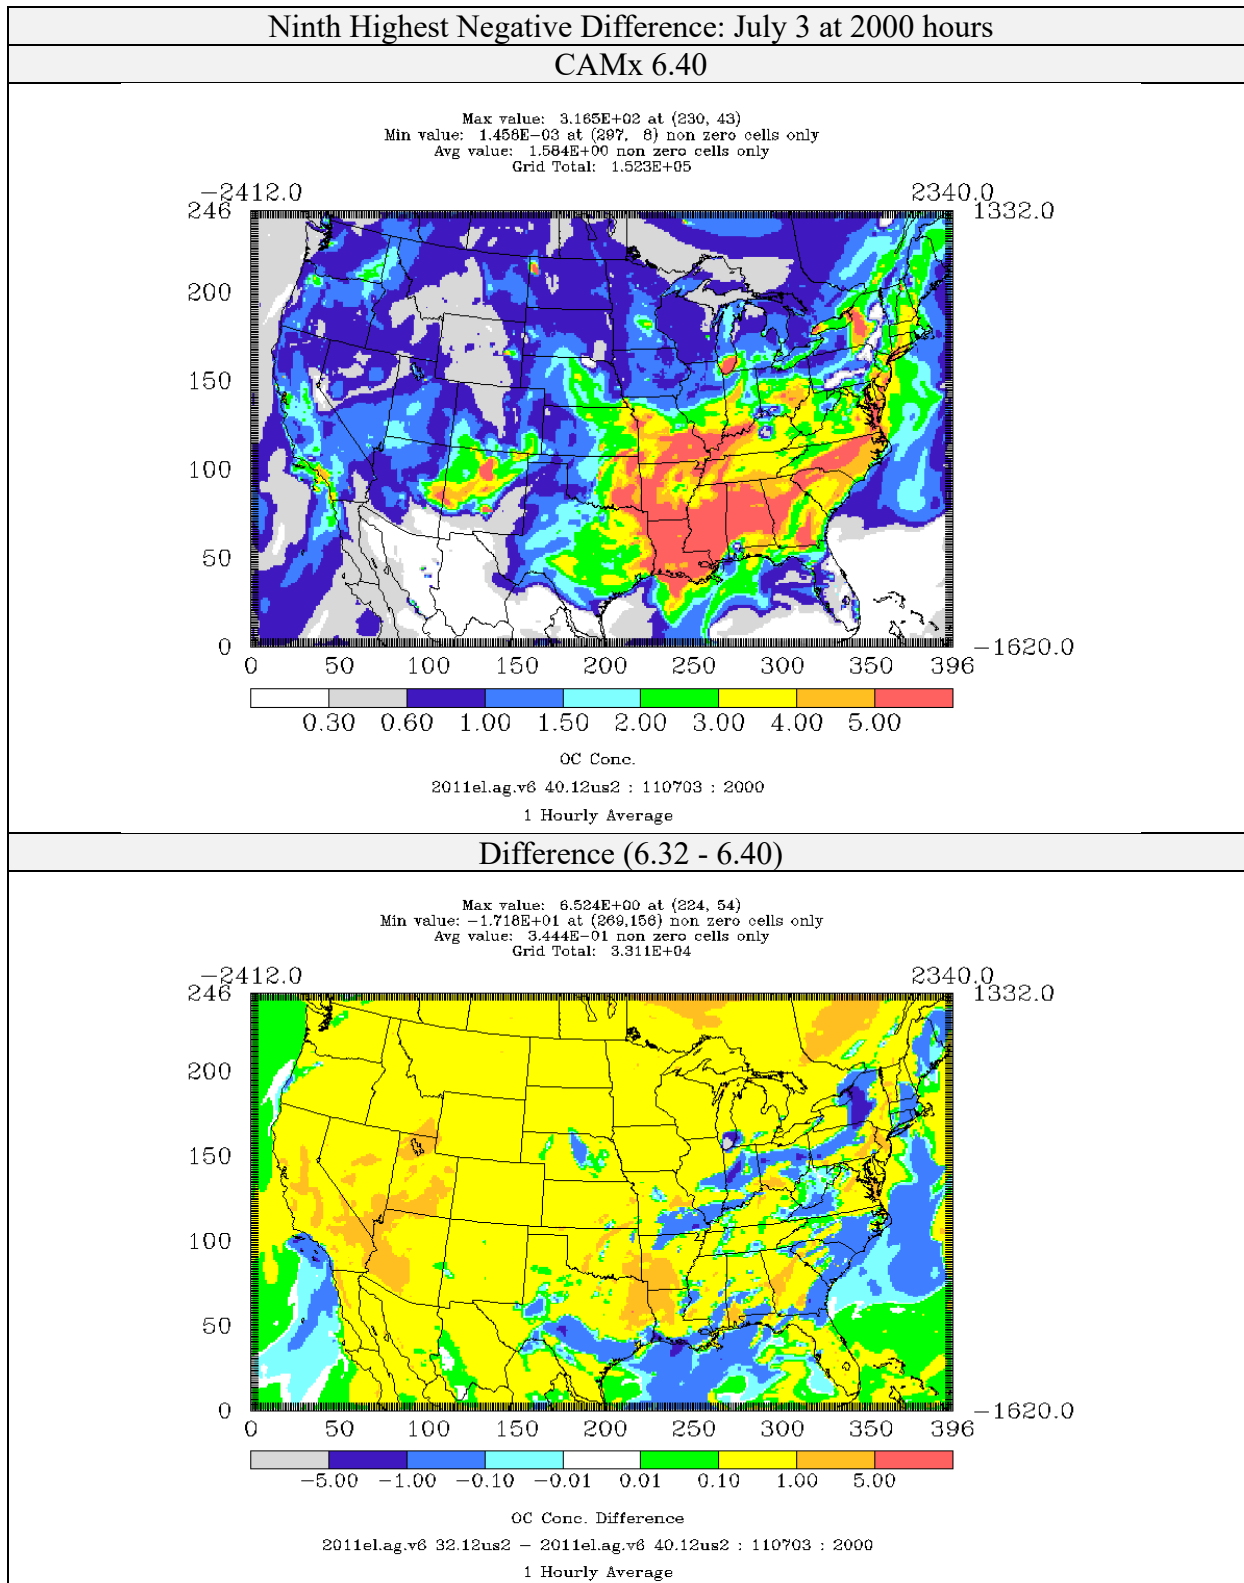 Ninth Highest Negative Difference: July 3 at 2000 hours
CAMx 6.40
Max value: 3.165E+02 at (230, 43)
Min value: 1.458E-03 at (297, 8) non zero cells only
Avg value: 1.584E+00 non zero cells only
Grid Total: 1.523E+05
-2412.0 2340.0
246 1332.0
200
150
100
50
0 -1620.0
0 50 100 150 200 250 300 350 396
0.30 0.60 1.00 1.50 2.00 3.00 4.00 5.00
OC Conc.
2011el.ag.v6 40.12us2 : 110703 : 2000
1 Hourly Average
Difference (6.32 - 6.40)
Max value: 6.524E+00 at (224, 54)
Min value: -1.718E+01 at (269,156) non zero cells only
Avg value: 3.444E-01 non zero cells only
Grid Total: 3.311E+04
-2412.0 2340.0
246 1332.0
200
150
100
50
0 -1620.0
0 50 100 150 200 250 300 350 396
-5.00 -1.00 -0.10 -0.01 0.01 0.10 1.00 5.00
OC Conc. Difference
2011el.ag.v6 32.12us2 - 2011el.ag.v6 40.12us2 : 110703 : 2000
1 Hourly Average